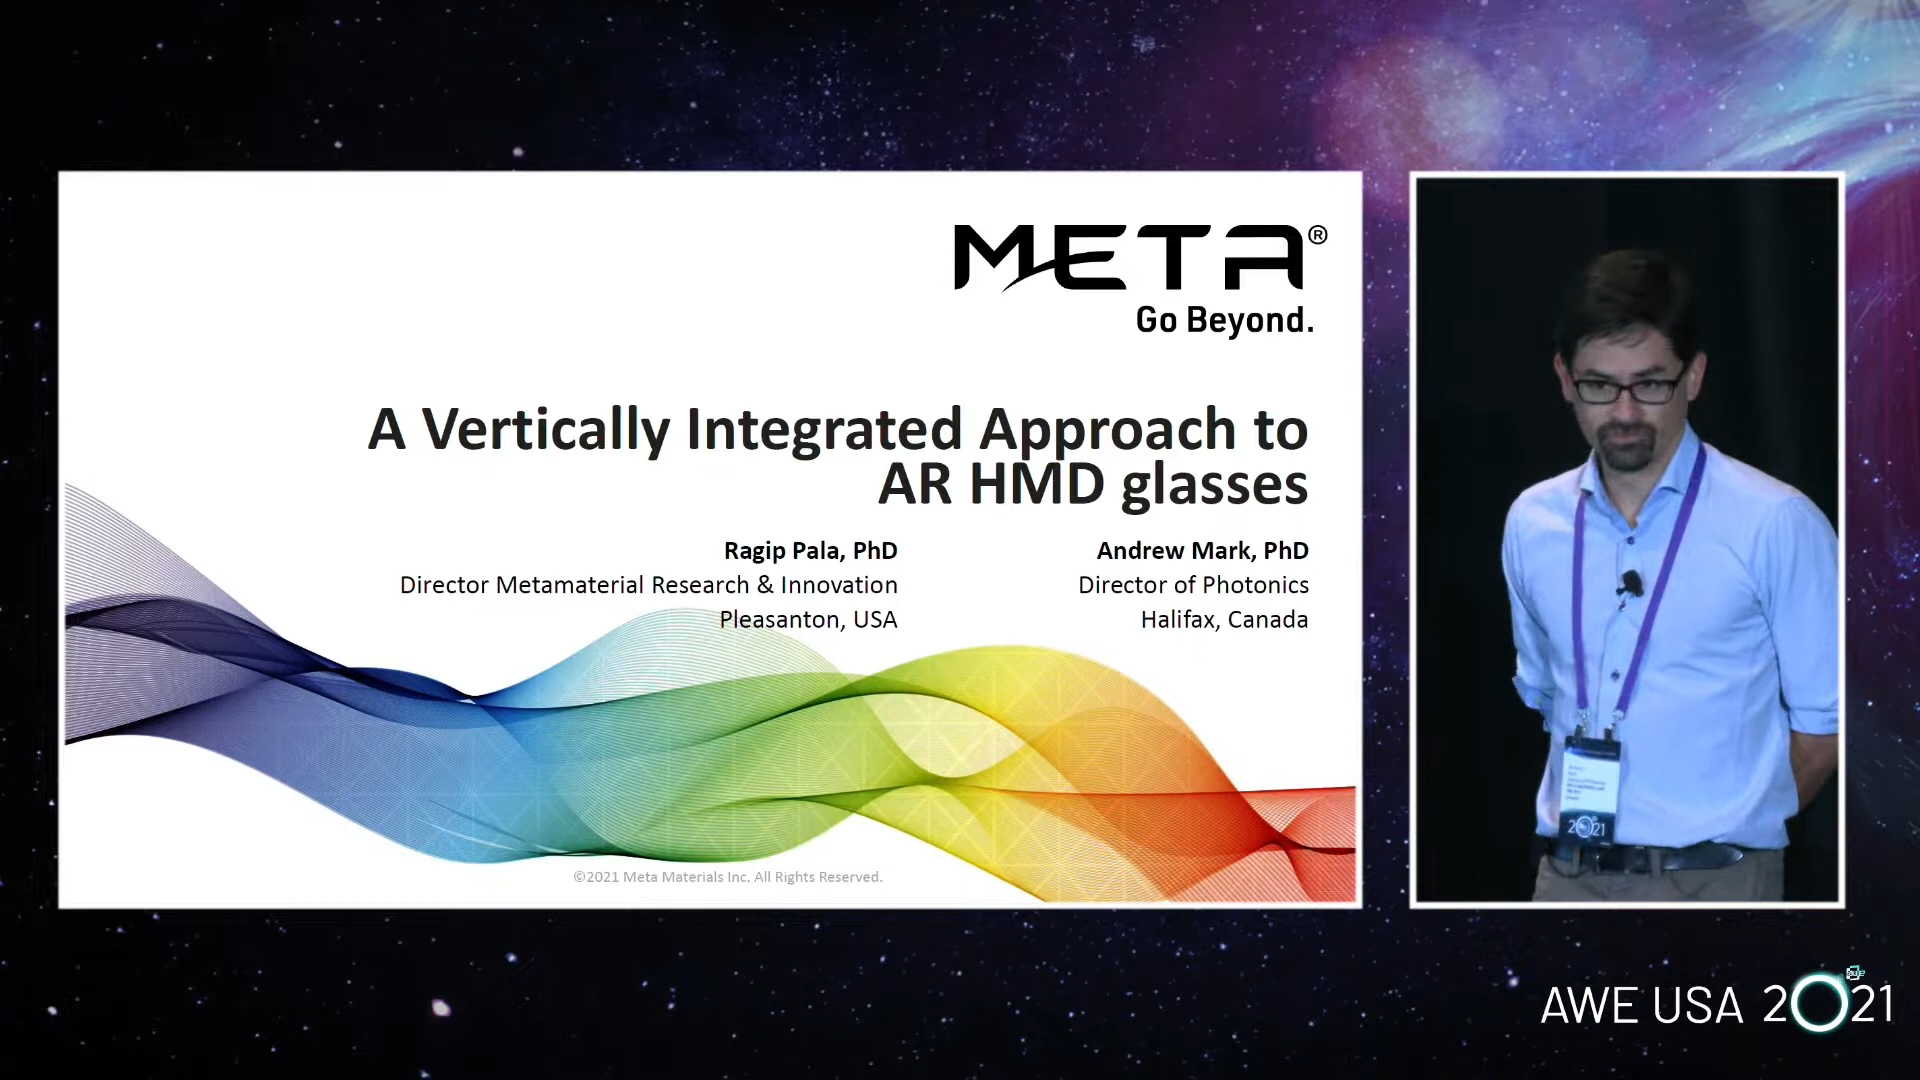 META®
Go Beyond.
A Vertically Integrated Approach to
AR HMD glasses
Ragip Pala, PhD
Director Metamaterial Research & Innovation
Pleasanton, USA
Andrew Mark, PhD
Director of Photonics
Halifax, Canada
©2021 Meta Materials Inc. All Rights Reserved.
2021
AWE USA 2021